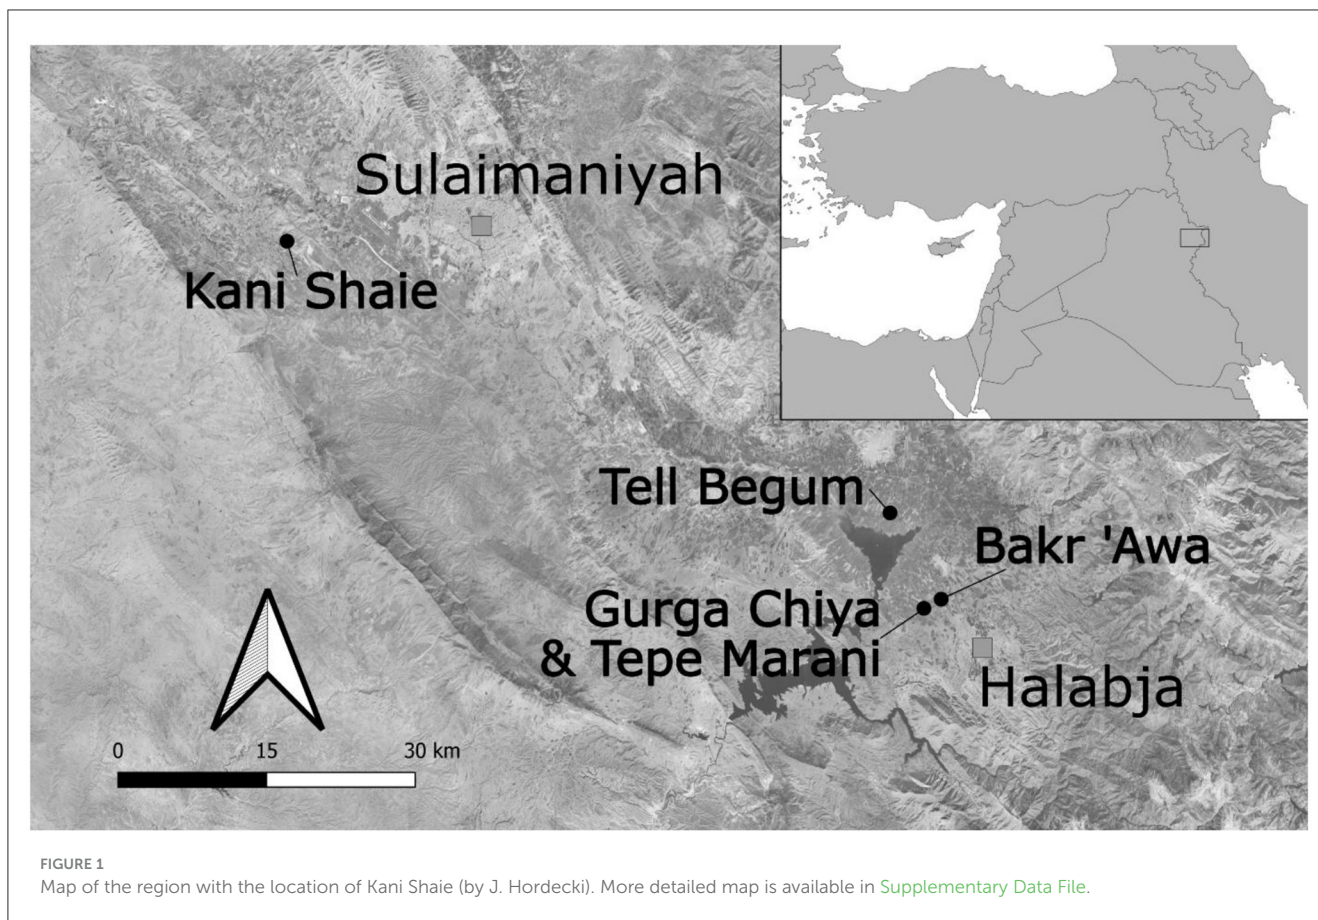 Sulaimaniyah
Kani Shaie
Tell Begum
Bakr 'Awa
Gurga Chiya
& Tepe Marani
Halabja
0 15 30 km
FIGURE 1
Map of the region with the location of Kani Shaie (by J. Hordecki). More detailed map is available in Supplementary Data File.